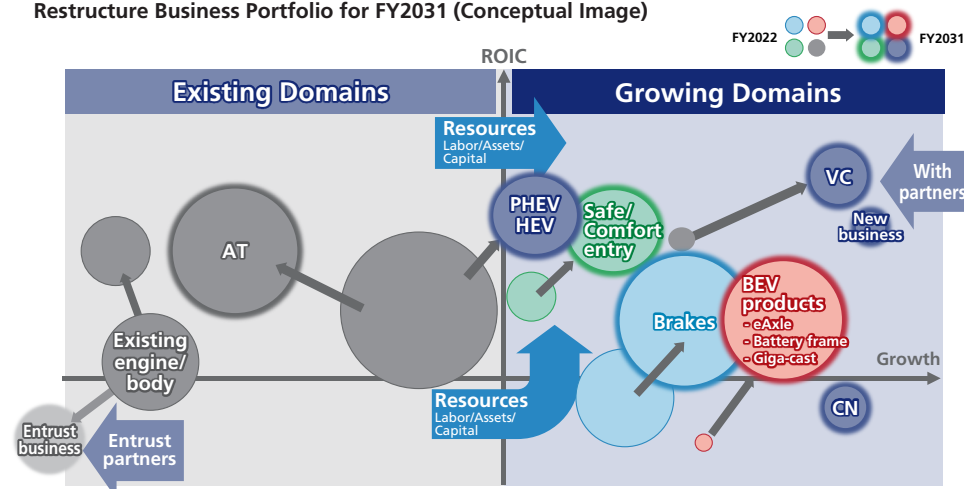 Restructure Business Portfolio for FY2031 (Conceptual Image)
FY2022
FY2031
ROIC
Existing Domains
Growing Domains
Resources
Labor/Assets/
Capital
VC
With
partners
New
business
PHEV
HEV
Safe/
Comfort
entry
AT
BEV
products
- eAxle
- Battery frame
- Giga-cast
Brakes
Existing
engine/
body
Growth
Resources
Labor/Assets/
Capital
CN
Entrust
business
Entrust
partners